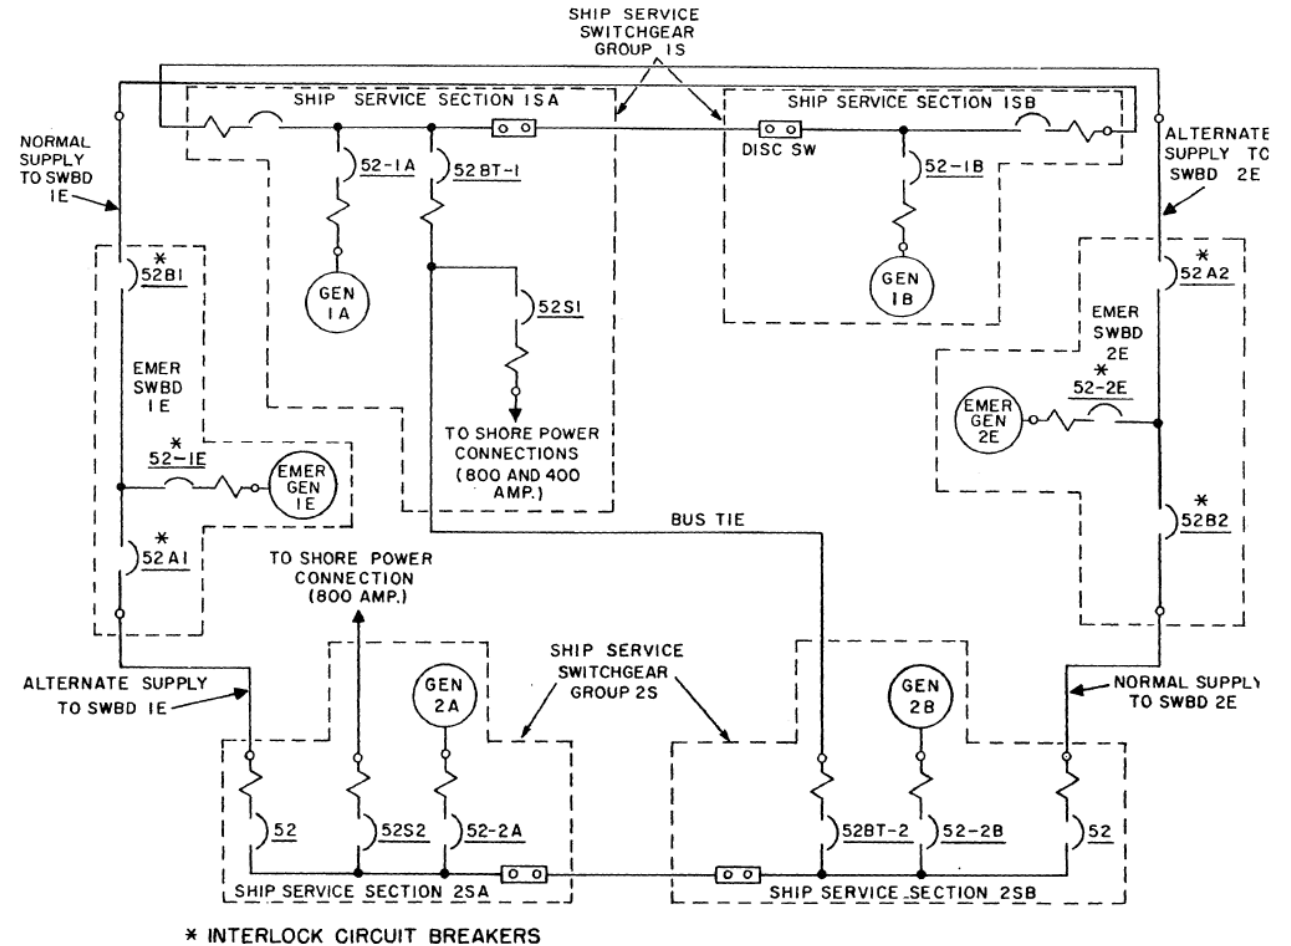 SHIP SERVICE
SWITCHGEAR
GROUP 1S
SHIP SERVICE SECTION 1SA
SHIP SERVICE SECTION 1SB
NORMAL
SUPPLY
TO SWBD
1E
52-1A
52BT-1
DISC SW
52-1B
ALTERNATE
SUPPLY TO
SWBD 2E
*
52B1
GEN
1A
52S1
GEN
1B
*
52A2
EMER
SWBD
1E
EMER
SWBD
2E
*
52-2E
EMER
GEN
2E
TO SHORE POWER
CONNECTIONS
(800 AND 400
AMP.)
*
52-1E
EMER
GEN
1E
*
52B2
BUS TIE
*
52A1
TO SHORE POWER
CONNECTION
(800 AMP.)
ALTERNATE SUPPLY
TO SWBD 1E
GEN
2A
SHIP SERVICE
SWITCHGEAR
GROUP 2S
GEN
2B
NORMAL SUPPLY
TO SWBD 2E
52
52S2
52-2A
52BT-2
52-2B
52
SHIP SERVICE SECTION 2SA
SHIP SERVICE SECTION 2SB
* INTERLOCK CIRCUIT BREAKERS